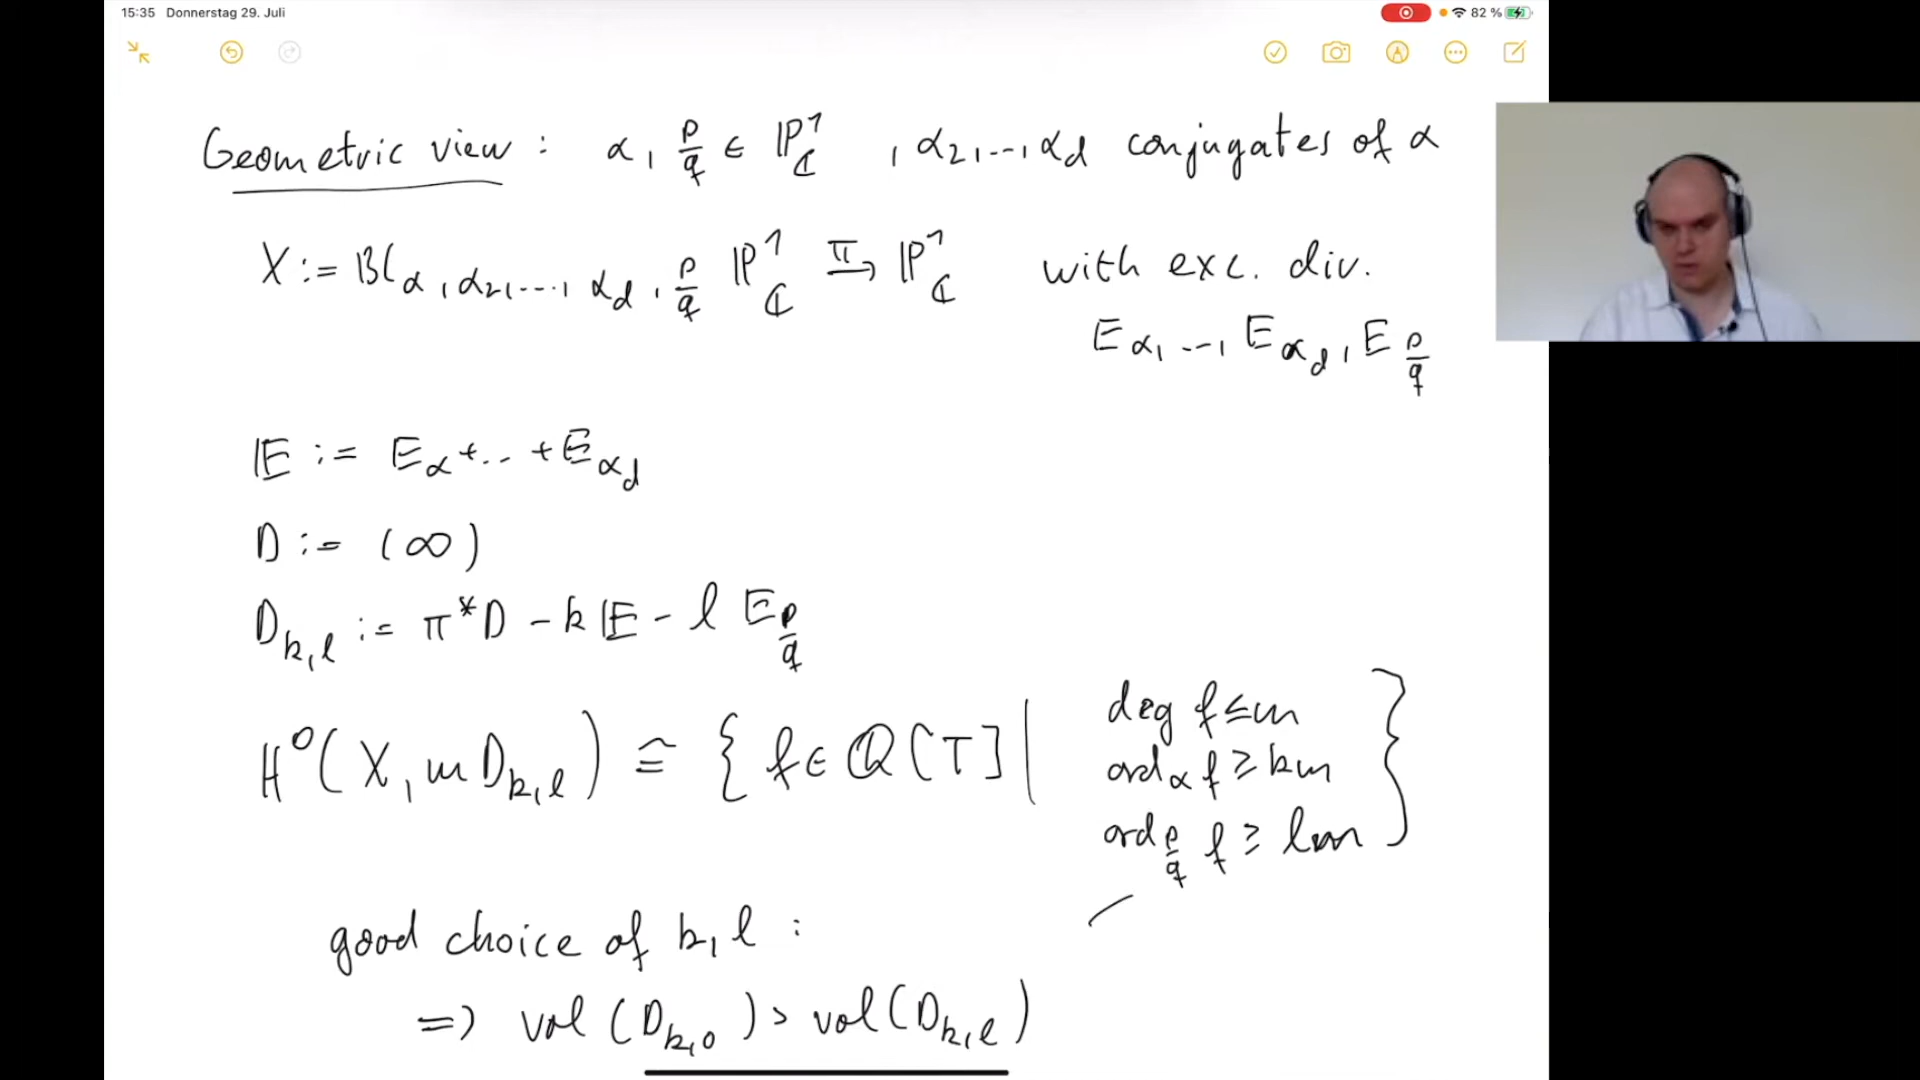 15:35 Donnerstag 29. Juli 82 %
Geometric view : α, p/q ∈ ℙ¹_ℂ , α₂,...,α_d conjugates of α
X := Bl_{α,α₂,...,α_d,p/q} ℙ¹_ℂ →^π ℙ¹_ℂ with exc. div.
E_α,...,E_{α_d}, E_{p/q}
𝔼 := E_α+..+E_{α_d}
D := (∞)
D_{k,l} := π*D - k𝔼 - l E_{p/q}
H⁰(X, mD_{k,l}) ≅ { f ∈ ℚ[T] | deg f ≤ m
ord_α f ≥ km
ord_{p/q} f ≥ lm }
good choice of k, l :
=> vol (D_{k,0}) > vol(D_{k,l})